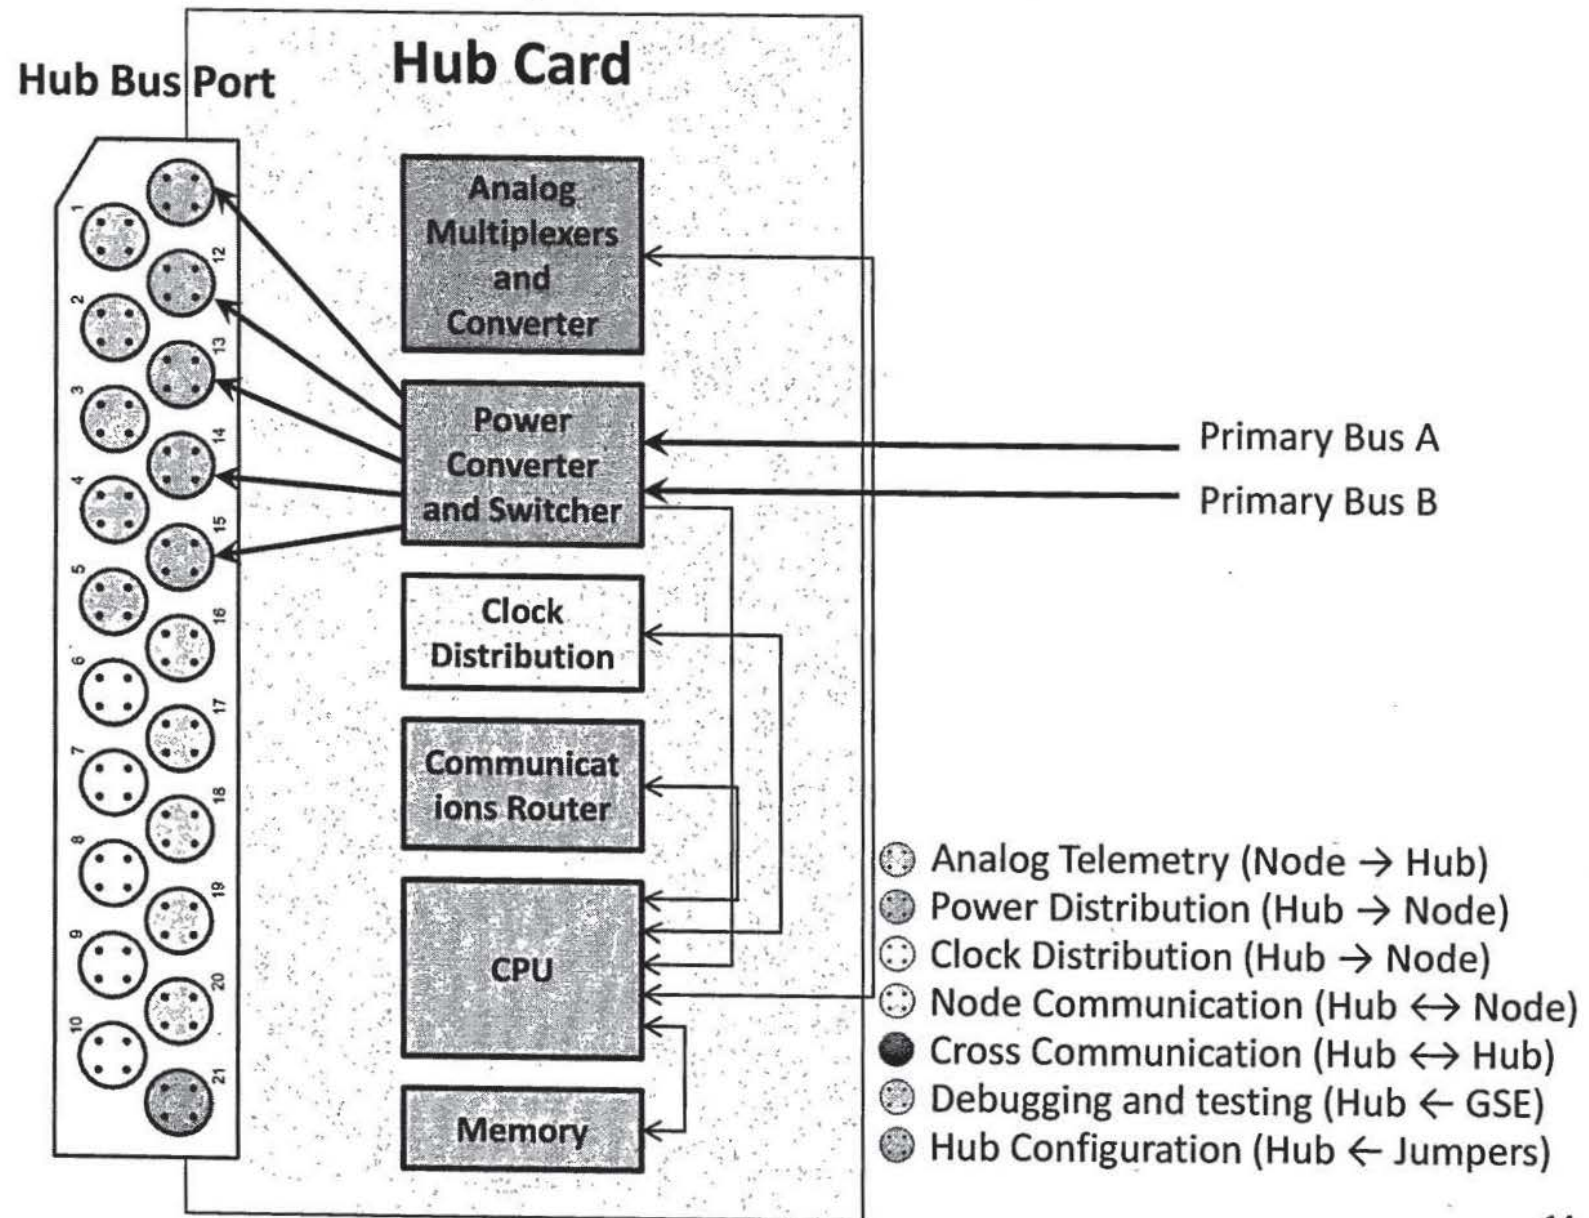 Hub Card
Hub Bus Port
Analog
Multiplexers
and
Converter
Power
Converter
and Switcher
Clock
Distribution
Communicat
ions Router
CPU
Memory
Primary Bus A
Primary Bus B
1
2
3
4
5
6
7
8
9
10
12
13
14
15
16
17
18
19
20
21
Analog Telemetry (Node → Hub)
Power Distribution (Hub → Node)
Clock Distribution (Hub → Node)
Node Communication (Hub ↔ Node)
Cross Communication (Hub ↔ Hub)
Debugging and testing (Hub ← GSE)
Hub Configuration (Hub ← Jumpers)